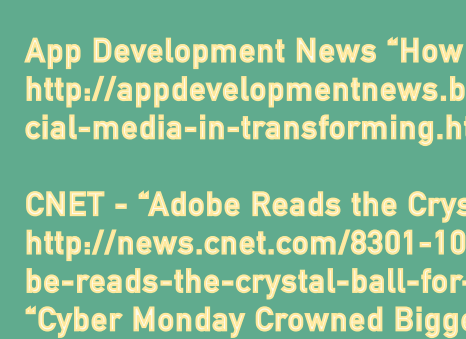 App Development News “How
http://appdevelopmentnews.b
cial-media-in-transforming.h
CNET - “Adobe Reads the Crys
http://news.cnet.com/8301-10
be-reads-the-crystal-ball-for-
“Cyber Monday Crowned Bigg